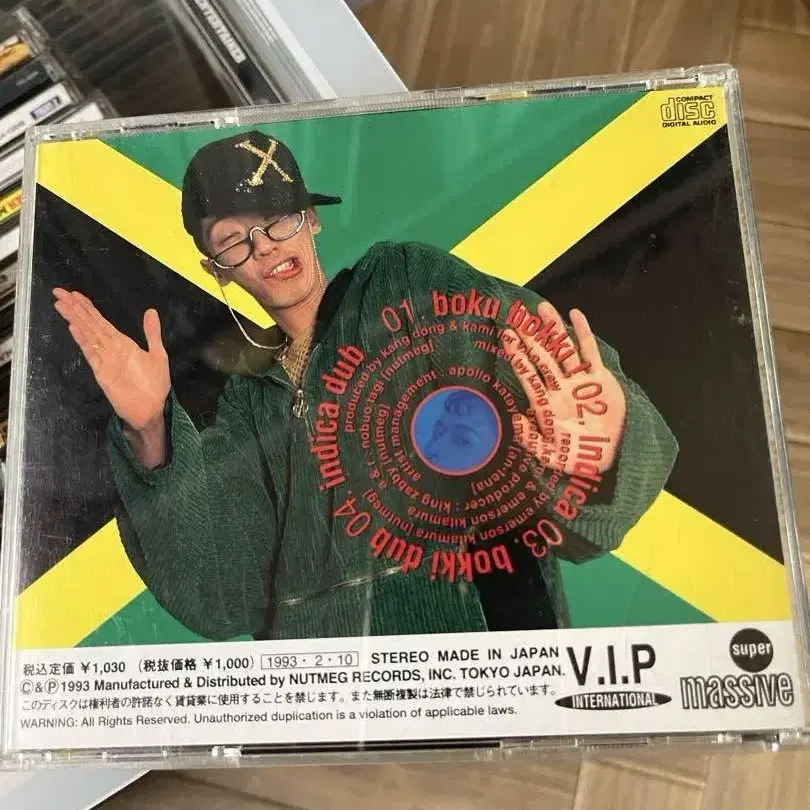 COMPACT
disc
DIGITAL AUDIO
X
01. boku bokki t 02. indica 03. bokki dub 04. indica dub
produced by kang dong & kami for v.i.p crew
mixed by kang dong, kami & emerson kitamura
recorded by emerson kitamura [nutmeg]
executive producer : king zabby [nutmeg]
a & r : nobuo tagi [nutmeg]
artist management : apollo katayama [an-tena]
税込定価 ¥1,030 (税抜価格 ¥1,000) 1993・2・10 STEREO MADE IN JAPAN
©&Ⓟ1993 Manufactured & Distributed by NUTMEG RECORDS, INC. TOKYO JAPAN.
このディスクは権利者の許諾なく賃貸業に使用することを禁じます。また無断複製は法律で禁じられています。
WARNING: All Rights Reserved. Unauthorized duplication is a violation of applicable laws.
V.I.P
INTERNATIONAL
super
massive